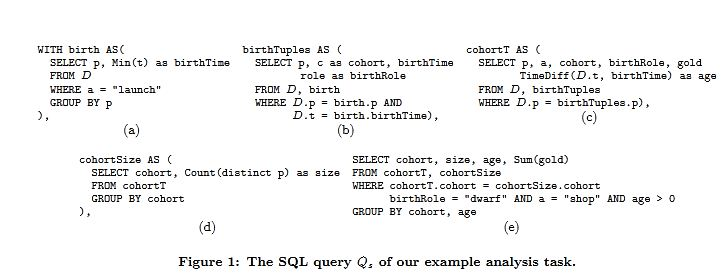 WITH birth AS(
SELECT p, Min(t) as birthTime
FROM D
WHERE a = "launch"
GROUP BY p
),
(a)
birthTuples AS (
SELECT p, c as cohort, birthTime
role as birthRole
FROM D, birth
WHERE D.p = birth.p AND
D.t = birth.birthTime),
(b)
cohortT AS (
SELECT p, a, cohort, birthRole, gold
TimeDiff(D.t, birthTime) as age
FROM D, birthTuples
WHERE D.p = birthTuples.p),
(c)
cohortSize AS (
SELECT cohort, Count(distinct p) as size
FROM cohortT
GROUP BY cohort
),
(d)
SELECT cohort, size, age, Sum(gold)
FROM cohortT, cohortSize
WHERE cohortT.cohort = cohortSize.cohort
birthRole = "dwarf" AND a = "shop" AND age > 0
GROUP BY cohort, age
(e)
Figure 1: The SQL query Qs of our example analysis task.